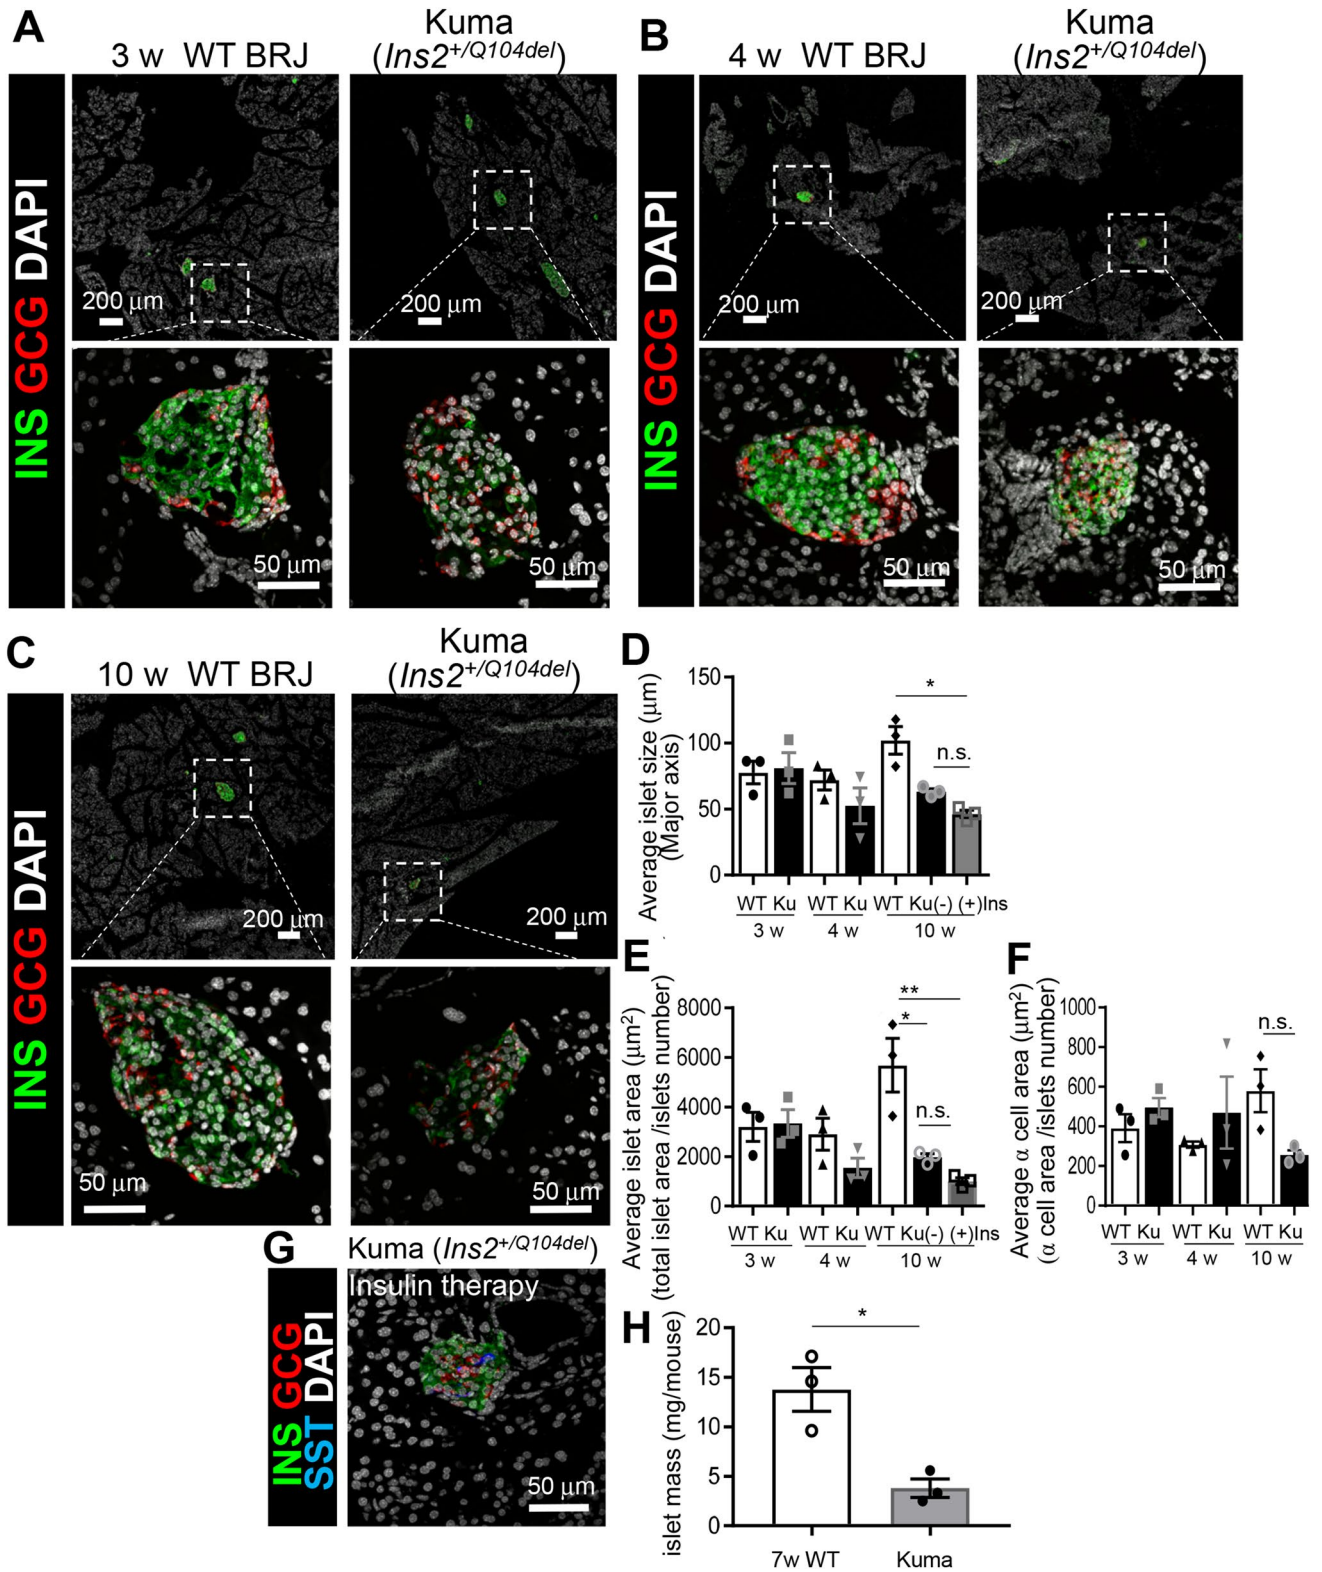 A
3 w WT BRJ
Kuma
(Ins2+/Q104del)
INS GCG DAPI
200 μm
200 μm
50 μm
50 μm
B
4 w WT BRJ
Kuma
(Ins2+/Q104del)
INS GCG DAPI
200 μm
200 μm
50 μm
50 μm
C
10 w WT BRJ
Kuma
(Ins2+/Q104del)
INS GCG DAPI
200 μm
200 μm
50 μm
50 μm
D
Average islet size (μm)
(Major axis)
150
100
50
0
*
n.s.
WT Ku WT Ku WT Ku(-) (+)Ins
3 w 4 w 10 w
E
Average islet area (μm2)
(total islet area /islets number)
8000
6000
4000
2000
0
**
*
n.s.
WT Ku WT Ku WT Ku(-) (+)Ins
3 w 4 w 10 w
F
Average α cell area (μm2)
(α cell area /islets number)
1000
800
600
400
200
0
n.s.
WT Ku WT Ku WT Ku
3 w 4 w 10 w
G
Kuma (Ins2+/Q104del)
Insulin therapy
INS GCG
SST DAPI
50 μm
H
islet mass (mg/mouse)
20
15
10
5
0
*
7w WT Kuma